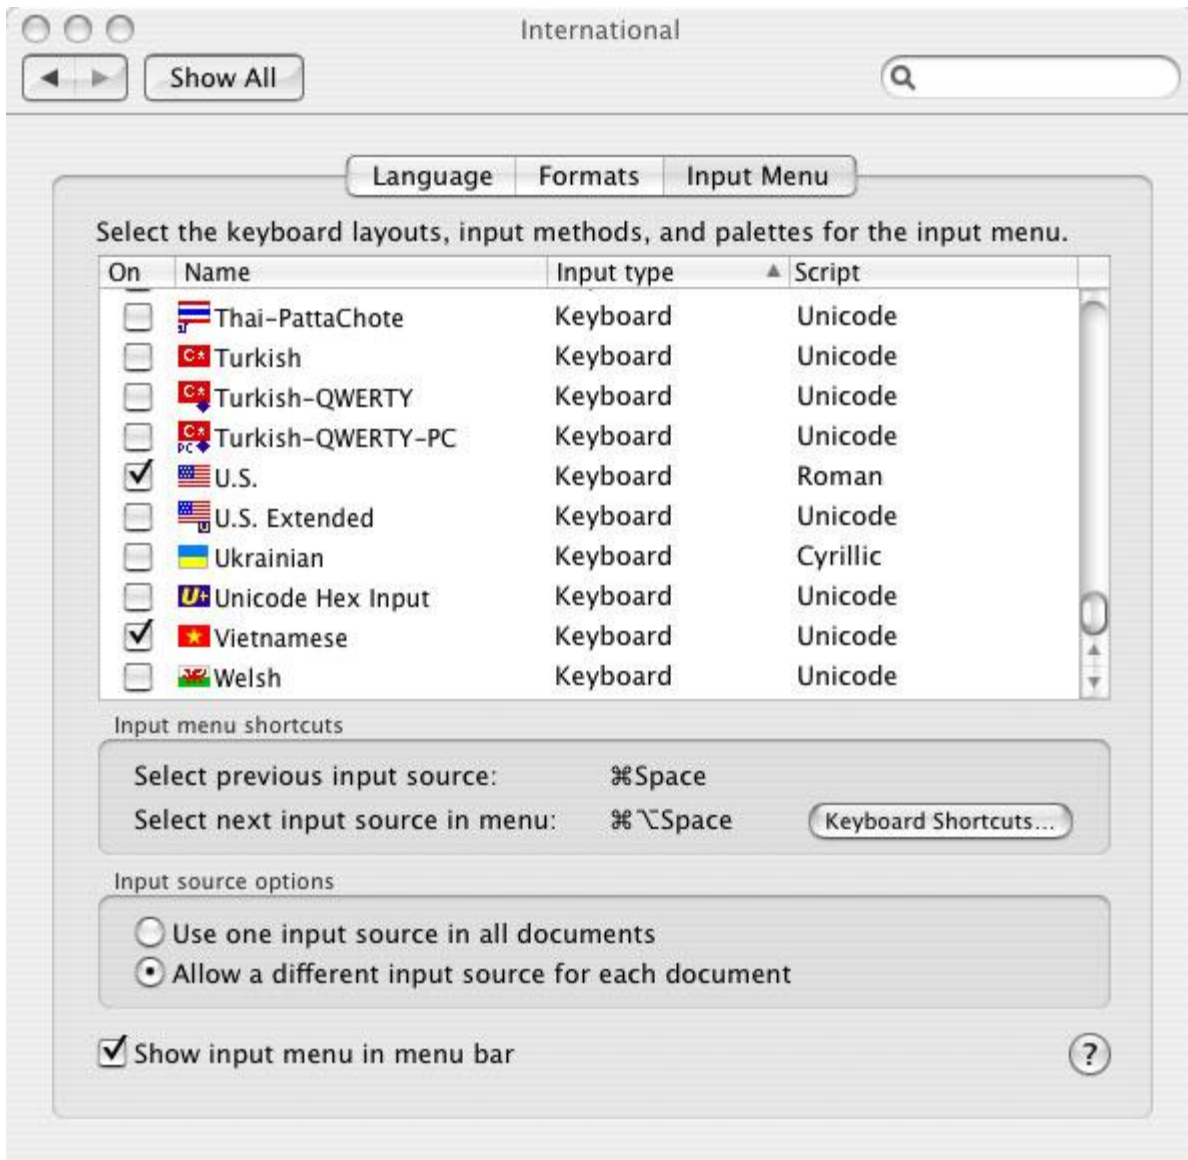 International
Show All
Language Formats Input Menu
Select the keyboard layouts, input methods, and palettes for the input menu.
On Name Input type Script
Thai-PattaChote Keyboard Unicode
Turkish Keyboard Unicode
Turkish-QWERTY Keyboard Unicode
Turkish-QWERTY-PC Keyboard Unicode
U.S. Keyboard Roman
U.S. Extended Keyboard Unicode
Ukrainian Keyboard Cyrillic
Unicode Hex Input Keyboard Unicode
Vietnamese Keyboard Unicode
Welsh Keyboard Unicode
Input menu shortcuts
Select previous input source: ⌘Space
Select next input source in menu: ⌘⌥Space Keyboard Shortcuts...
Input source options
Use one input source in all documents
Allow a different input source for each document
Show input menu in menu bar ?